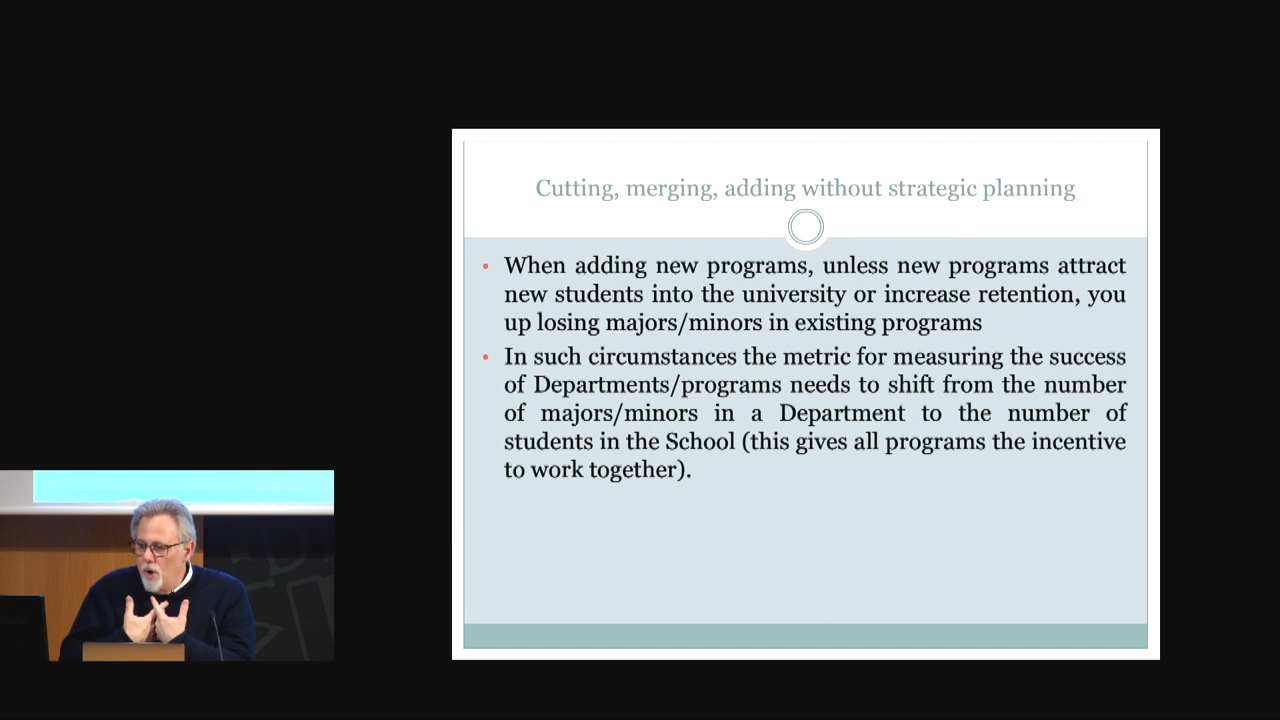 Cutting, merging, adding without strategic planning
• When adding new programs, unless new programs attract
new students into the university or increase retention, you
up losing majors/minors in existing programs
• In such circumstances the metric for measuring the success
of Departments/programs needs to shift from the number
of majors/minors in a Department to the number of
students in the School (this gives all programs the incentive
to work together).